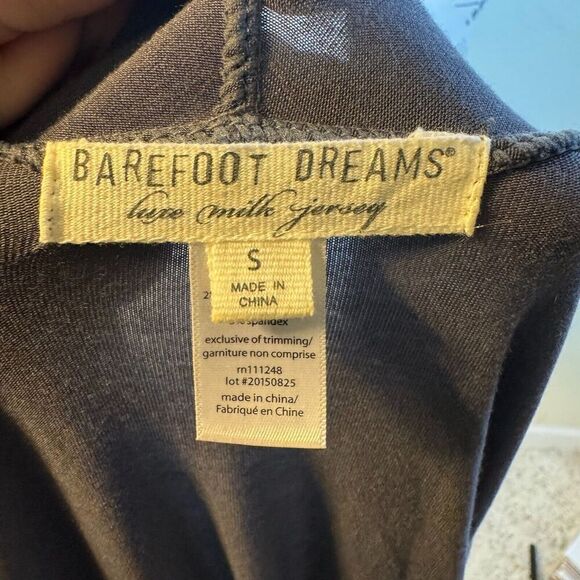 BAREFOOT DREAMS®
luxe milk jersey
S
MADE IN
CHINA
spandex
exclusive of trimming/
garniture non comprise
rn111248
lot #20150825
made in china/
Fabriqué en Chine